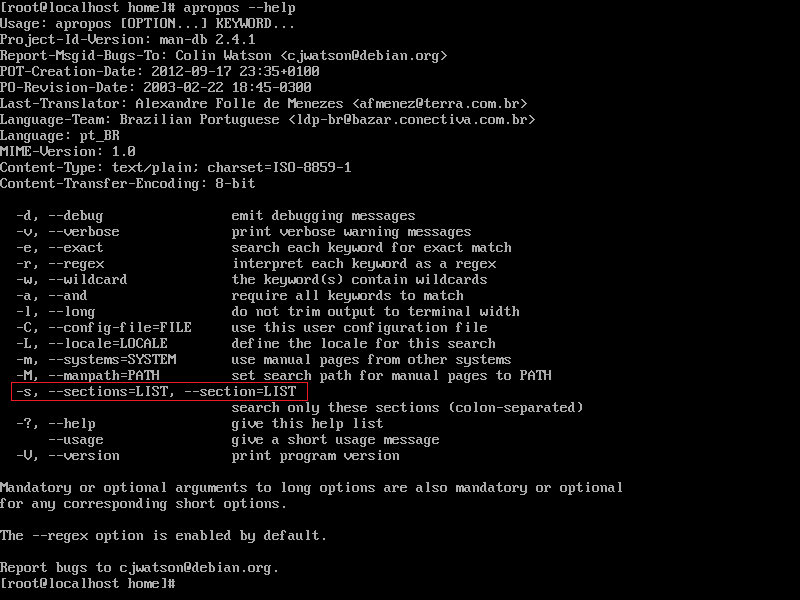 [root@localhost home]# apropos --help
Usage: apropos [OPTION...] KEYWORD...
Project-Id-Version: man-db 2.4.1
Report-Msgid-Bugs-To: Colin Watson <cjwatson@debian.org>
POT-Creation-Date: 2012-09-17 23:35+0100
PO-Revision-Date: 2003-02-22 18:45-0300
Last-Translator: Alexandre Folle de Menezes <afmenez@terra.com.br>
Language-Team: Brazilian Portuguese <ldp-br@bazar.conectiva.com.br>
Language: pt_BR
MIME-Version: 1.0
Content-Type: text/plain; charset=ISO-8859-1
Content-Transfer-Encoding: 8-bit

  -d, --debug                emit debugging messages
  -v, --verbose              print verbose warning messages
  -e, --exact                search each keyword for exact match
  -r, --regex                interpret each keyword as a regex
  -w, --wildcard             the keyword(s) contain wildcards
  -a, --and                  require all keywords to match
  -l, --long                 do not trim output to terminal width
  -C, --config-file=FILE     use this user configuration file
  -L, --locale=LOCALE        define the locale for this search
  -m, --systems=SYSTEM       use manual pages from other systems
  -M, --manpath=PATH         set search path for manual pages to PATH
  -s, --sections=LIST, --section=LIST
                             search only these sections (colon-separated)
  -?, --help                 give this help list
      --usage                give a short usage message
  -V, --version              print program version

Mandatory or optional arguments to long options are also mandatory or optional
for any corresponding short options.

The --regex option is enabled by default.

Report bugs to cjwatson@debian.org.
[root@localhost home]#